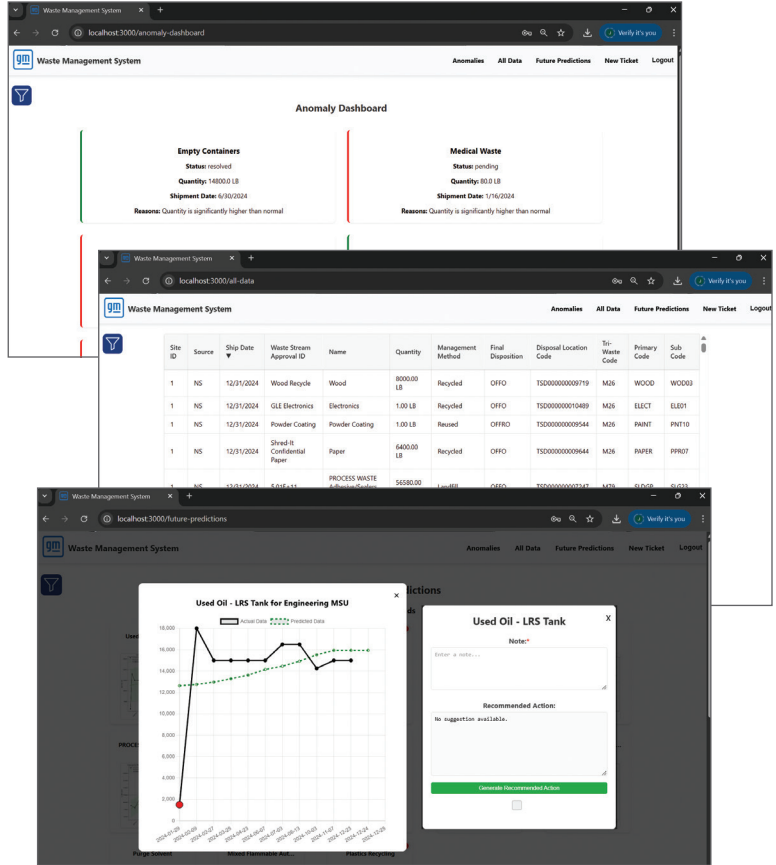 Waste Management System
localhost:3000/anomaly-dashboard
Verify it's you
gm
Waste Management System
Anomalies All Data Future Predictions New Ticket Logout
Anomaly Dashboard
Empty Containers
Status: resolved
Quantity: 14800.0 LB
Shipment Date: 6/30/2024
Reasons: Quantity is significantly higher than normal
Medical Waste
Status: pending
Quantity: 80.0 LB
Shipment Date: 1/16/2024
Reasons: Quantity is significantly higher than normal
Waste Management System
localhost:3000/all-data
Verify it's you
gm
Waste Management System
Anomalies All Data Future Predictions New Ticket Logout
Site ID Source Ship Date ▼ Waste Stream Approval ID Name Quantity Management Method Final Disposition Disposal Location Code Tri-Waste Code Primary Code Sub Code
1 NS 12/31/2024 Wood Recycle Wood 8000.00 LB Recycled OFFO TSD000000009719 M26 WOOD WOD03
1 NS 12/31/2024 GLE Electronics Electronics 1.00 LB Recycled OFFO TSD000000010489 M26 ELECT ELE01
1 NS 12/31/2024 Powder Coating Powder Coating 1.00 LB Reused OFFRO TSD000000009544 M26 PAINT PNT10
1 NS 12/31/2024 Shred-It Confidential Paper Paper 6400.00 LB Recycled OFFO TSD000000009644 M26 PAPER PPR07
PROCESS WASTE
56580.00
Waste Management System
localhost:3000/future-predictions
Verify it's you
gm
Waste Management System
Anomalies All Data Future Predictions New Ticket Logout
Used Oil - LRS Tank for Engineering MSU
Actual Data Predicted Data
18,000
16,000
14,000
12,000
10,000
8,000
6,000
4,000
2,000
0
Used Oil - LRS Tank
X
Note:*
Enter a note...
Recommended Action:
No suggestion available.
Generate Recommended Action
Purge Solvent
Mixed Flammable Aut...
Plastics Recycling